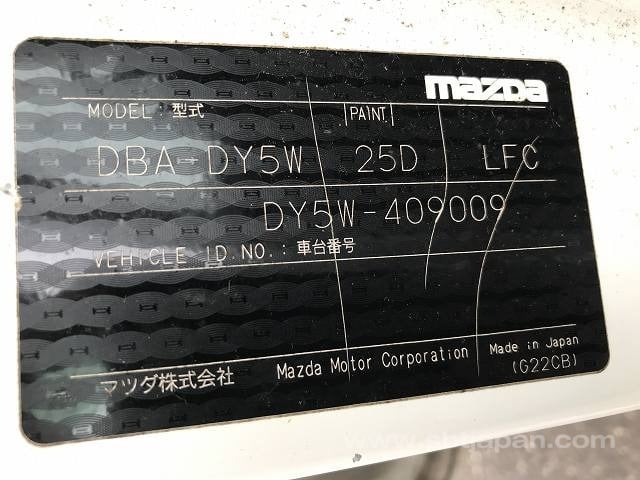 mazda
MODEL: 型式 PAINT.
DBA-DY5W 25D LFC
DY5W-409009
VEHICLE ID NO.: 車台番号
マツダ株式会社 Mazda Motor Corporation Made in Japan
(G22CB)
www.sbtjapan.com